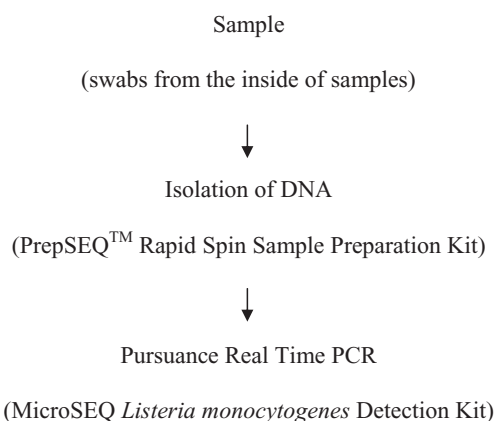 Sample
(swabs from the inside of samples)
Isolation of DNA
(PrepSEQTM Rapid Spin Sample Preparation Kit)
Pursuance Real Time PCR
(MicroSEQ Listeria monocytogenes Detection Kit)